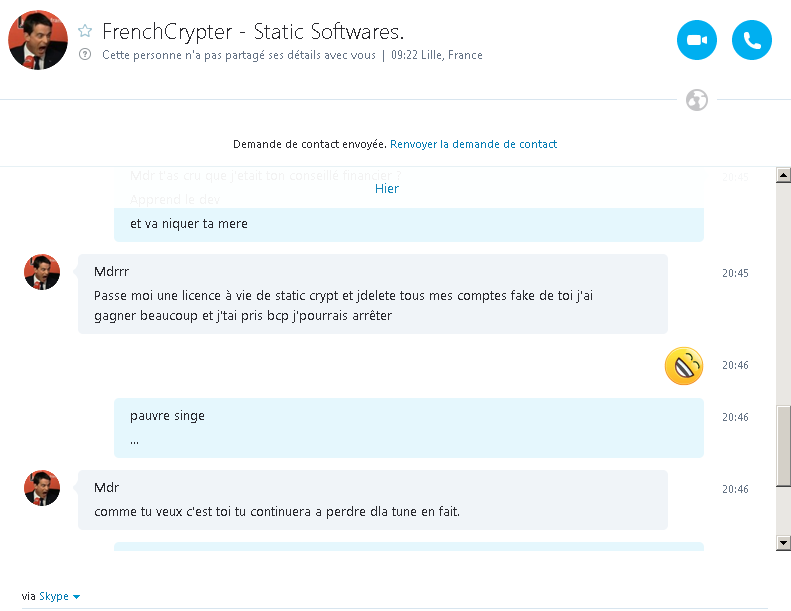 FrenchCrypter - Static Softwares.
Cette personne n'a pas partagé ses détails avec vous | 09:22 Lille, France
Demande de contact envoyée. Renvoyer la demande de contact
Mdr t'as cru que j'etait ton conseillé financier ? 20:45
Hier
Apprend le dev
et va niquer ta mere
Mdrrr 20:45
Passe moi une licence à vie de static crypt et jdelete tous mes comptes fake de toi j'ai
gagner beaucoup et j'tai pris bcp j'pourrais arrêter
20:46
pauvre singe 20:46
...
Mdr 20:46
comme tu veux c'est toi tu continuera a perdre dla tune en fait.
via Skype